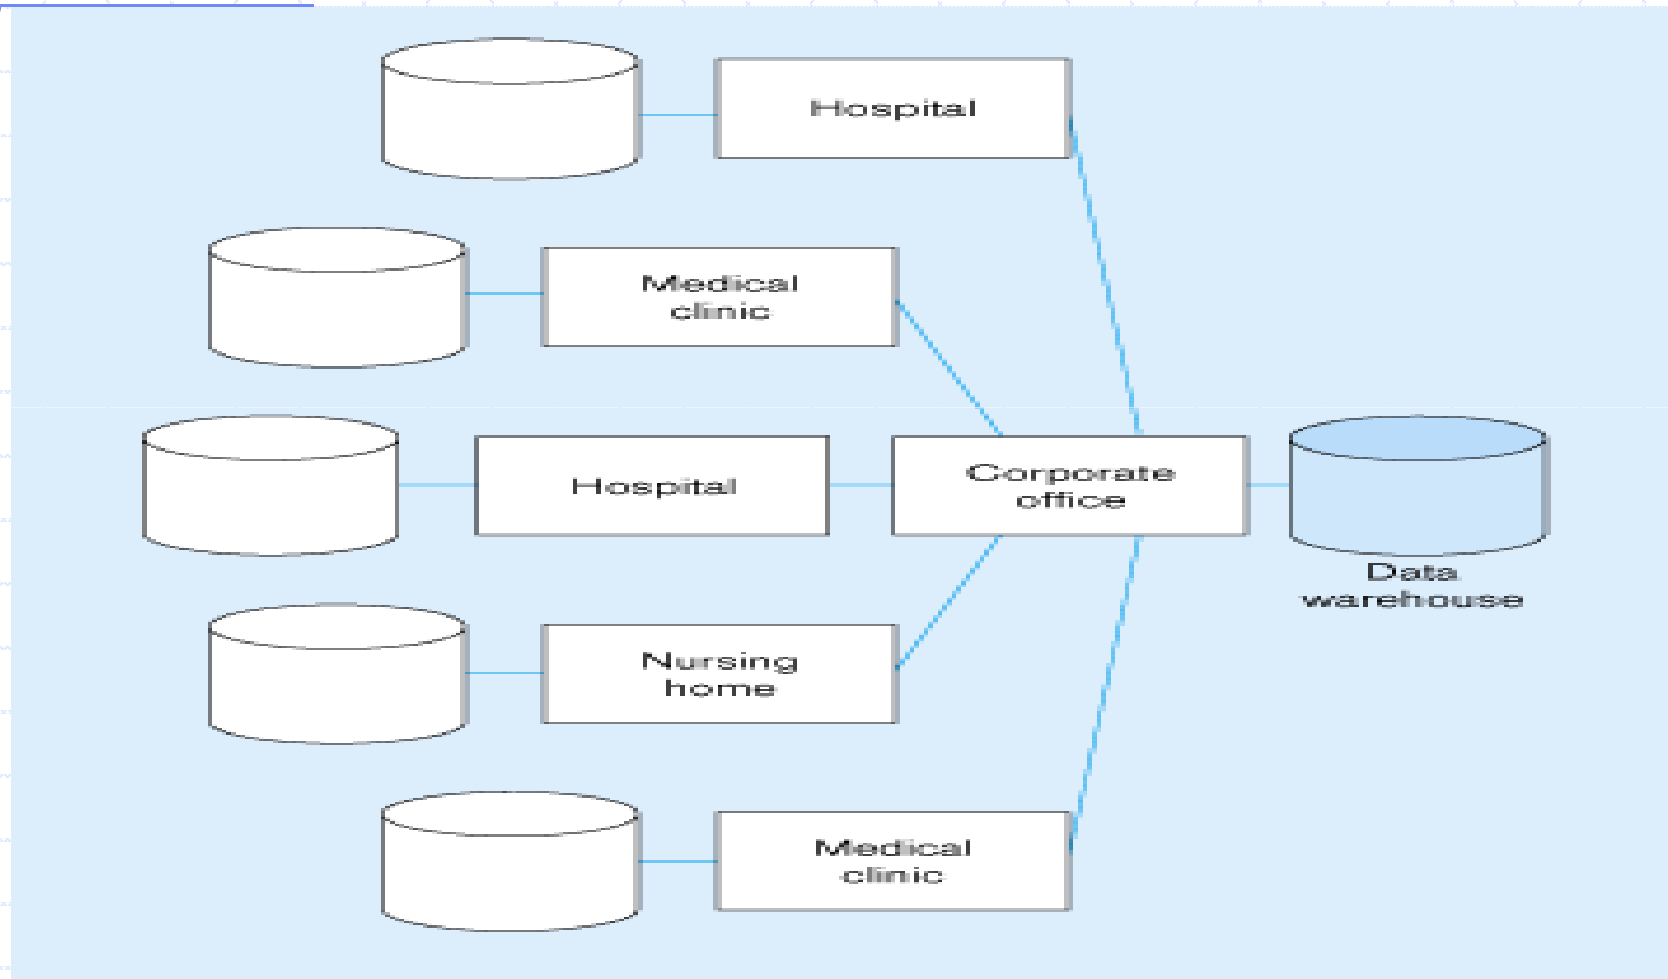 Hospital
Medical
clinic
Hospital
Corporate
office
Data
warehouse
Nursing
home
Medical
clinic